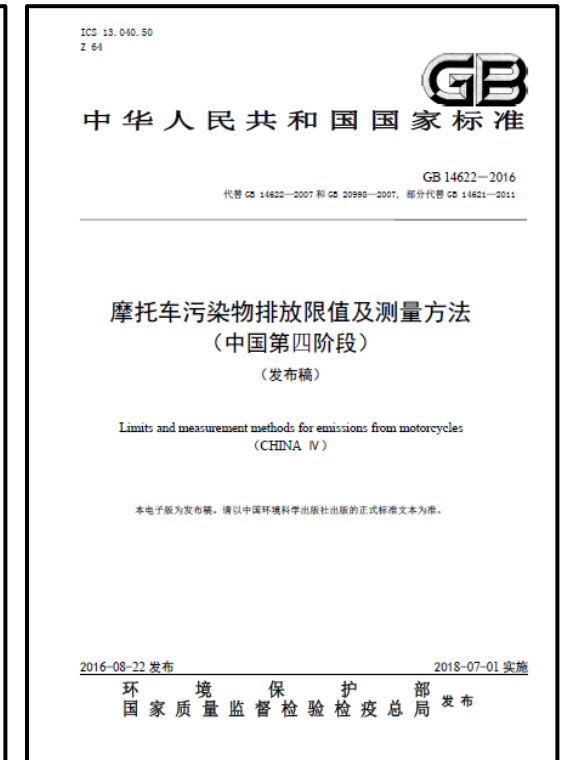 ICS 13.040.50
Z 64
GB
中华人民共和国国家标准
GB 14622—2016
代替 GB 14622—2007 和 GB 20998—2007，部分代替 GB 14621—2011
摩托车污染物排放限值及测量方法
（中国第四阶段）
（发布稿）
Limits and measurement methods for emissions from motorcycles
（CHINA Ⅳ）
本电子版为发布稿。请以中国环境科学出版社出版的正式标准文本为准。
2016-08-22 发布
2018-07-01 实施
环境保护部
国家质量监督检验检疫总局
发布